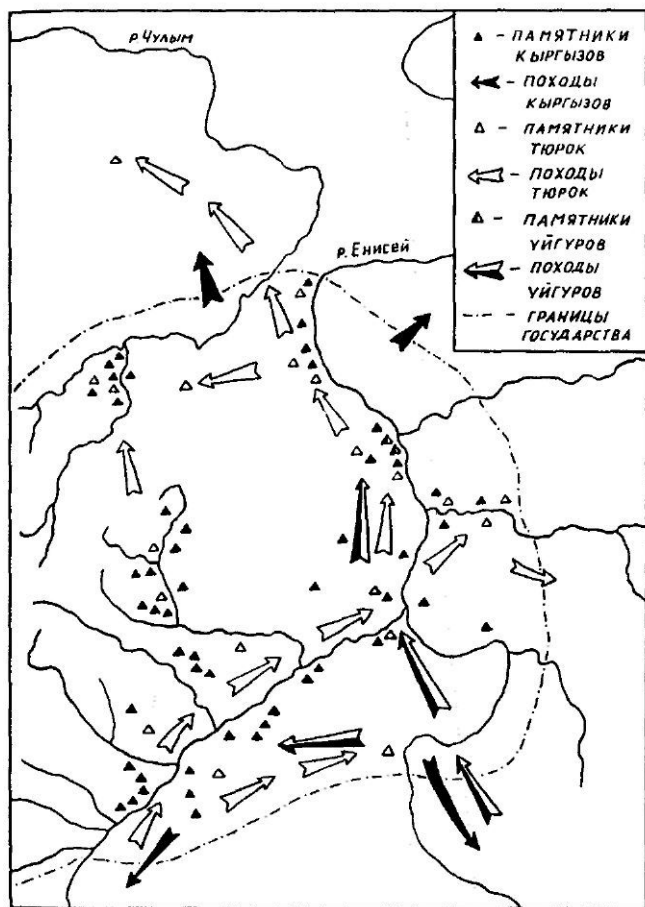 р. Чулым
р. Енисей
– ПАМЯТНИКИ
КЫРГЫЗОВ
– ПОХОДЫ
КЫРГЫЗОВ
– ПАМЯТНИКИ
ТЮРОК
– ПОХОДЫ
ТЮРОК
– ПАМЯТНИКИ
УЙГУРОВ
– ПОХОДЫ
УЙГУРОВ
– ГРАНИЦЫ
ГОСУДАРСТВА